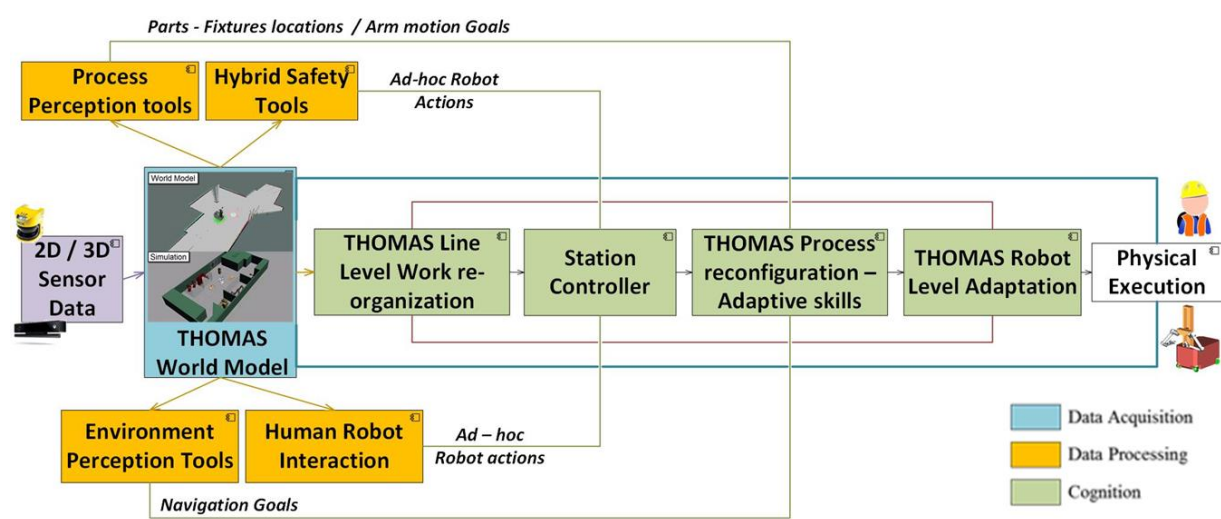 Parts - Fixtures locations / Arm motion Goals
Process
Perception tools
Hybrid Safety
Tools
Ad-hoc Robot
Actions
World Model
Simulation
2D / 3D
Sensor
Data
THOMAS
World Model
THOMAS Line
Level Work re-
organization
Station
Controller
THOMAS Process
reconfiguration –
Adaptive skills
THOMAS Robot
Level Adaptation
Physical
Execution
Environment
Perception Tools
Human Robot
Interaction
Ad – hoc
Robot actions
Navigation Goals
Data Acquisition
Data Processing
Cognition